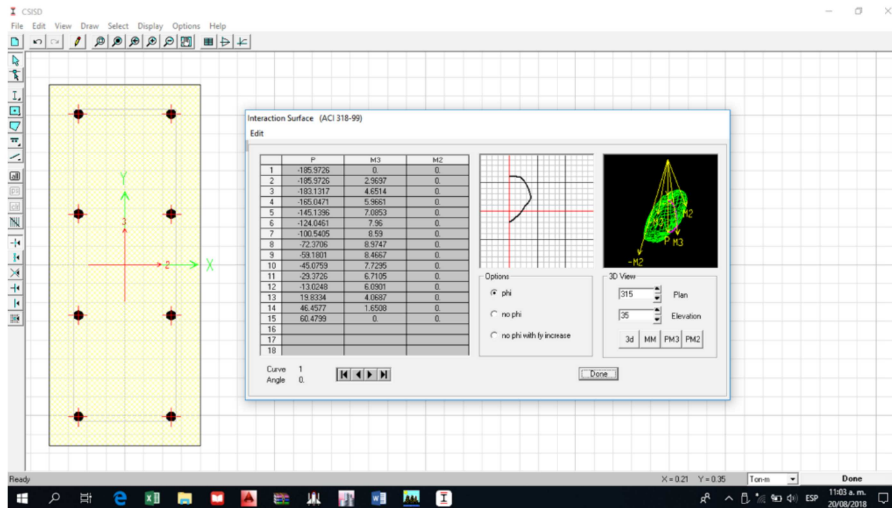 CSISD
File Edit View Draw Select Display Options Help
Y
3
2
X
Interaction Surface (ACI 318-99)
Edit
P M3 M2
1 -185.9726 0. 0.
2 -185.9726 2.9697 0.
3 -183.1317 4.6514 0.
4 -165.0471 5.9661 0.
5 -145.1396 7.0853 0.
6 -124.0461 7.96 0.
7 -100.5405 8.59 0.
8 -72.3706 8.9747 0.
9 -59.1801 8.4667 0.
10 -45.0759 7.7295 0.
11 -29.3726 6.7105 0.
12 -13.0248 6.0901 0.
13 19.8334 4.0687 0.
14 46.4577 1.6508 0.
15 60.4799 0. 0.
16
17
18
Curve 1
Angle 0.
Options
phi
no phi
no phi with fy increase
M2
P M3
-M2
3D View
315 Plan
35 Elevation
3d MM PM3 PM2
Done
Ready
X = 0.21 Y = 0.35
Ton-m
Done
ESP
11:03 a. m.
20/08/2018